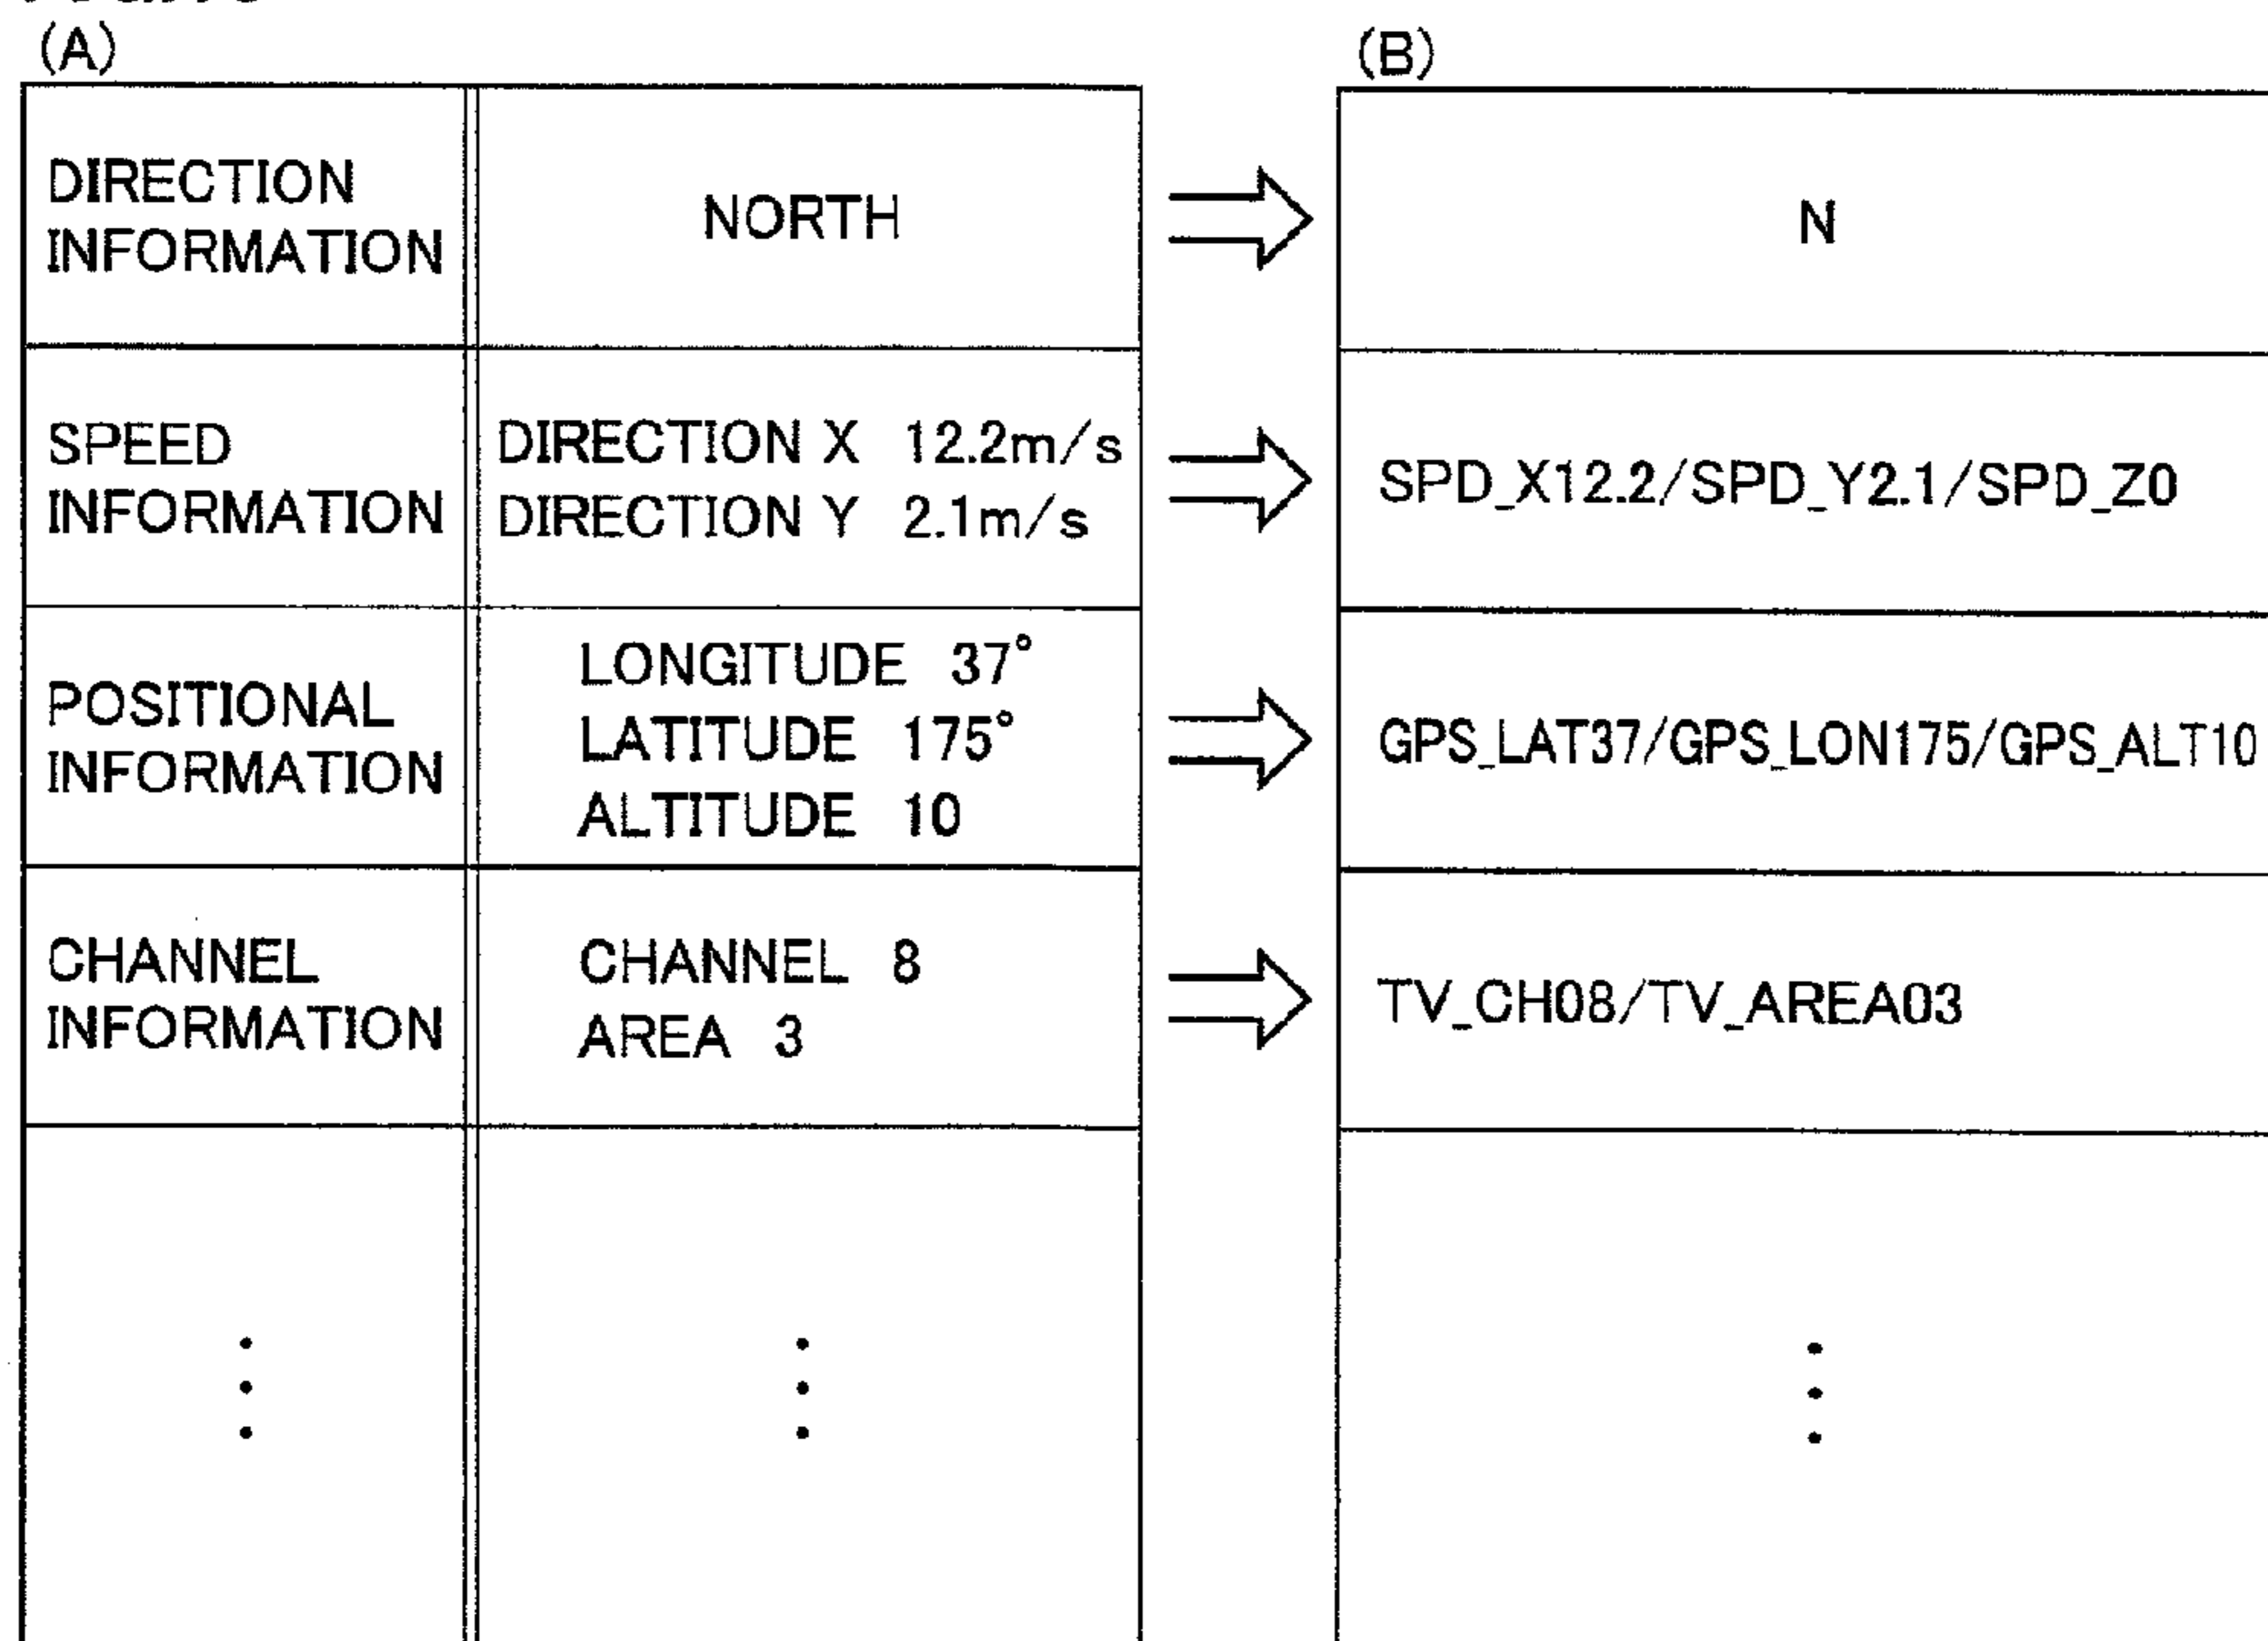 (A)
(B)
DIRECTION
INFORMATION
NORTH
N
SPEED
INFORMATION
DIRECTION X 12.2m/s
DIRECTION Y 2.1m/s
SPD_X12.2/SPD_Y2.1/SPD_Z0
POSITIONAL
INFORMATION
LONGITUDE 37°
LATITUDE 175°
ALTITUDE 10
GPS_LAT37/GPS_LON175/GPS_ALT10
CHANNEL
INFORMATION
CHANNEL 8
AREA 3
TV_CH08/TV_AREA03